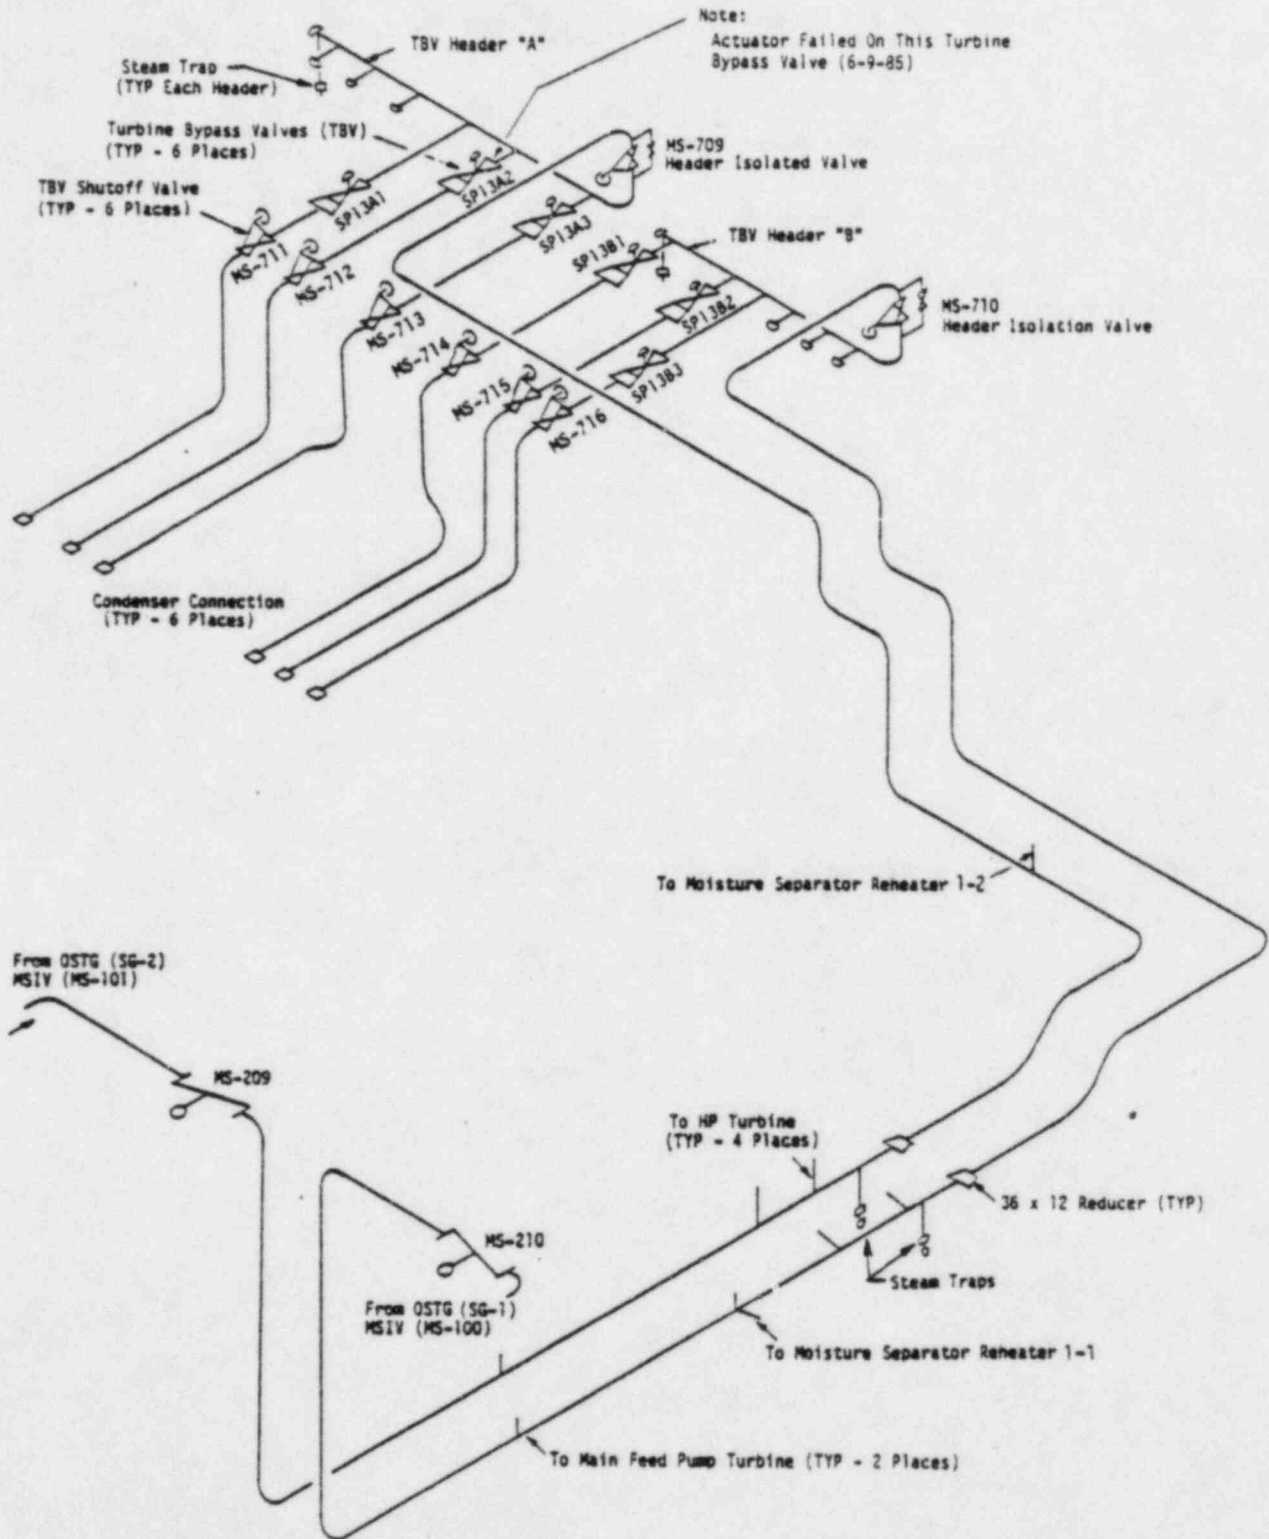 Note:
Actuator Failed On This Turbine
Bypass Valve (6-9-85)
TBV Header "A"
Steam Trap
(TYP Each Header)
Turbine Bypass Valves (TBV)
(TYP - 6 Places)
TBV Shutoff Valve
(TYP - 6 Places)
MS-709
Header Isolated Valve
SP13A1
SP13A2
SP13A3
TBV Header "B"
SP13B1
SP13B2
SP13B3
MS-710
Header Isolation Valve
MS-711
MS-712
MS-713
MS-714
MS-715
MS-716
Condenser Connection
(TYP - 6 Places)
To Moisture Separator Reheater 1-2
From OSTG (SG-2)
MSIV (MS-101)
MS-209
To HP Turbine
(TYP - 4 Places)
36 x 12 Reducer (TYP)
MS-210
Steam Traps
From OSTG (SG-1)
MSIV (MS-100)
To Moisture Separator Reheater 1-1
To Main Feed Pump Turbine (TYP - 2 Places)